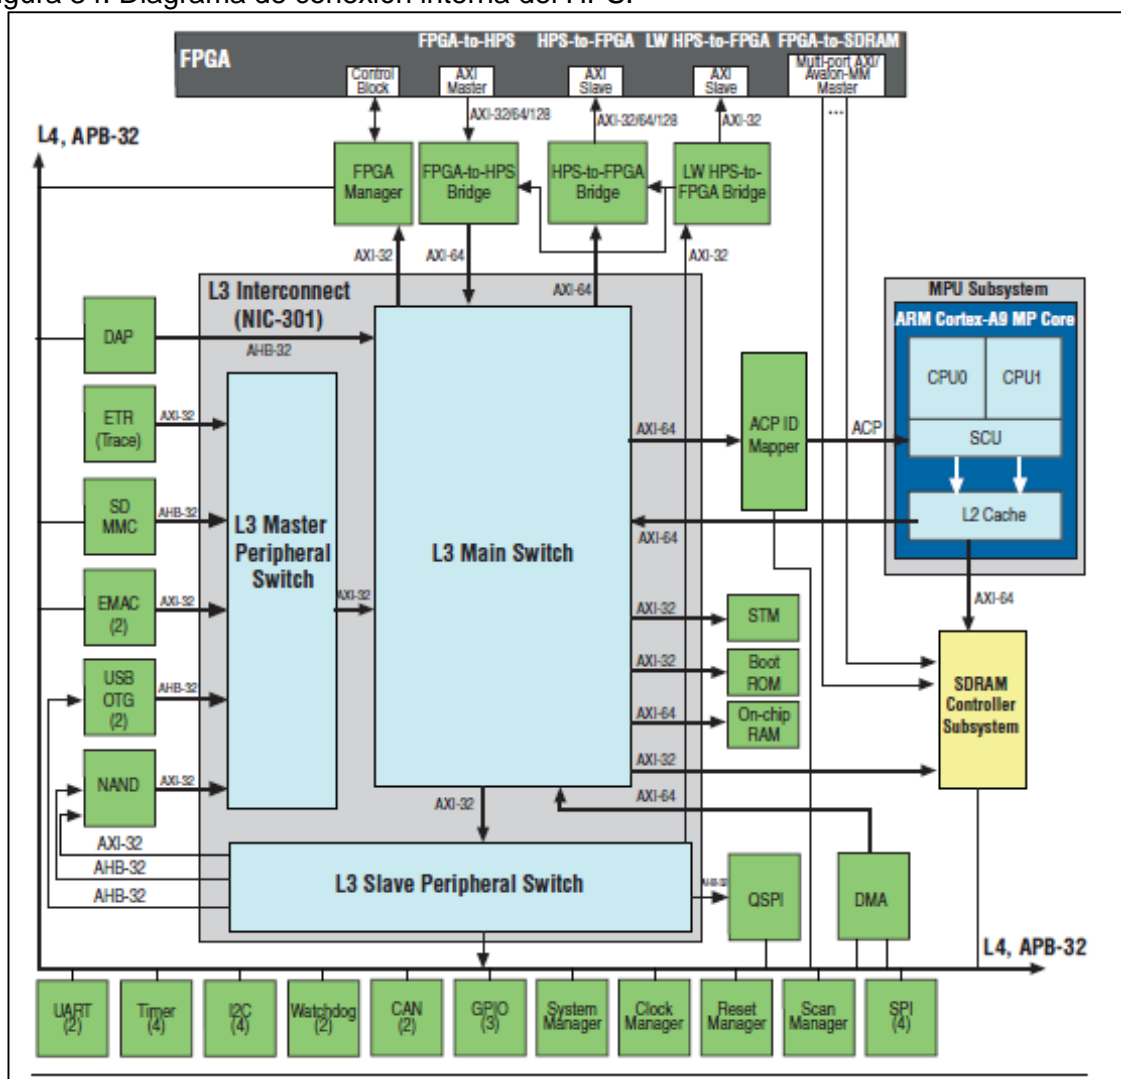 FPGA
FPGA-to-HPS
HPS-to-FPGA
LW HPS-to-FPGA
FPGA-to-SDRAM
Control
Block
AXI
Master
AXI
Slave
AXI
Slave
Multi-port AXI/
Avalon-MM
Master
...
AXI-32/64/128
AXI-32/64/128
AXI-32
L4, APB-32
FPGA
Manager
FPGA-to-HPS
Bridge
HPS-to-FPGA
Bridge
LW HPS-to-
FPGA Bridge
AXI-32
AXI-64
AXI-64
AXI-32
L3 Interconnect
(NIC-301)
MPU Subsystem
ARM Cortex-A9 MP Core
CPU0
CPU1
SCU
L2 Cache
DAP
AHB-32
ETR
(Trace)
AXI-32
AXI-64
ACP ID
Mapper
ACP
SD
MMC
AHB-32
L3 Master
Peripheral
Switch
L3 Main Switch
AXI-64
AXI-64
EMAC
(2)
AXI-32
AXI-32
AXI-32
STM
USB
OTG
(2)
AHB-32
AXI-32
Boot
ROM
AXI-64
On-chip
RAM
SDRAM
Controller
Subsystem
NAND
AXI-32
AXI-32
AXI-32
AXI-64
AXI-32
AHB-32
AHB-32
L3 Slave Peripheral Switch
AHB-32
QSPI
DMA
L4, APB-32
UART
(2)
Timer
(4)
I2C
(4)
Watchdog
(2)
CAN
(2)
GPIO
(3)
System
Manager
Clock
Manager
Reset
Manager
Scan
Manager
SPI
(4)